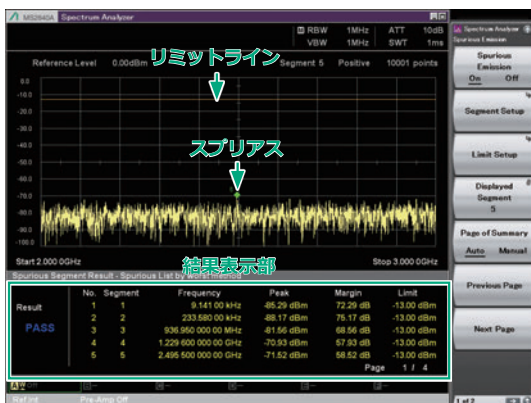 MS2840A Spectrum Analyzer
RBW 1MHz ATT 10dB
VBW 1MHz SWT 1ms
Reference Level 0.00dBm Segment 5 Positive 10001 points
リミットライン
0.0
-10.0
-20.0
-30.0
-40.0
スプリアス
-50.0
-60.0
-70.0
-80.0
-90.0
-100.0
Start 2.000 0GHz Stop 3.000 0GHz
結果表示部
Spurious Segment Result - Spurious List by Worst method
No. Segment Frequency Peak Margin Limit
Result 1 1 9.141 00 kHz -85.29 dBm 72.29 dB -13.00 dBm
PASS 2 2 233.580 00 kHz -88.17 dBm 75.17 dB -13.00 dBm
3 3 936.950 000 00 MHz -81.56 dBm 68.56 dB -13.00 dBm
4 4 1.229 600 000 00 GHz -70.93 dBm 57.93 dB -13.00 dBm
5 5 2.495 500 000 00 GHz -71.52 dBm 58.52 dB -13.00 dBm
Page 1 / 4
Off
Ref.Int Pre-Amp Off
Spectrum Analyzer
Spurious Emission
Spurious
Emission
On Off
Segment Setup
Limit Setup
Displayed
Segment
5
Page of Summary
Auto Manual
Previous Page
Next Page
1 of 2